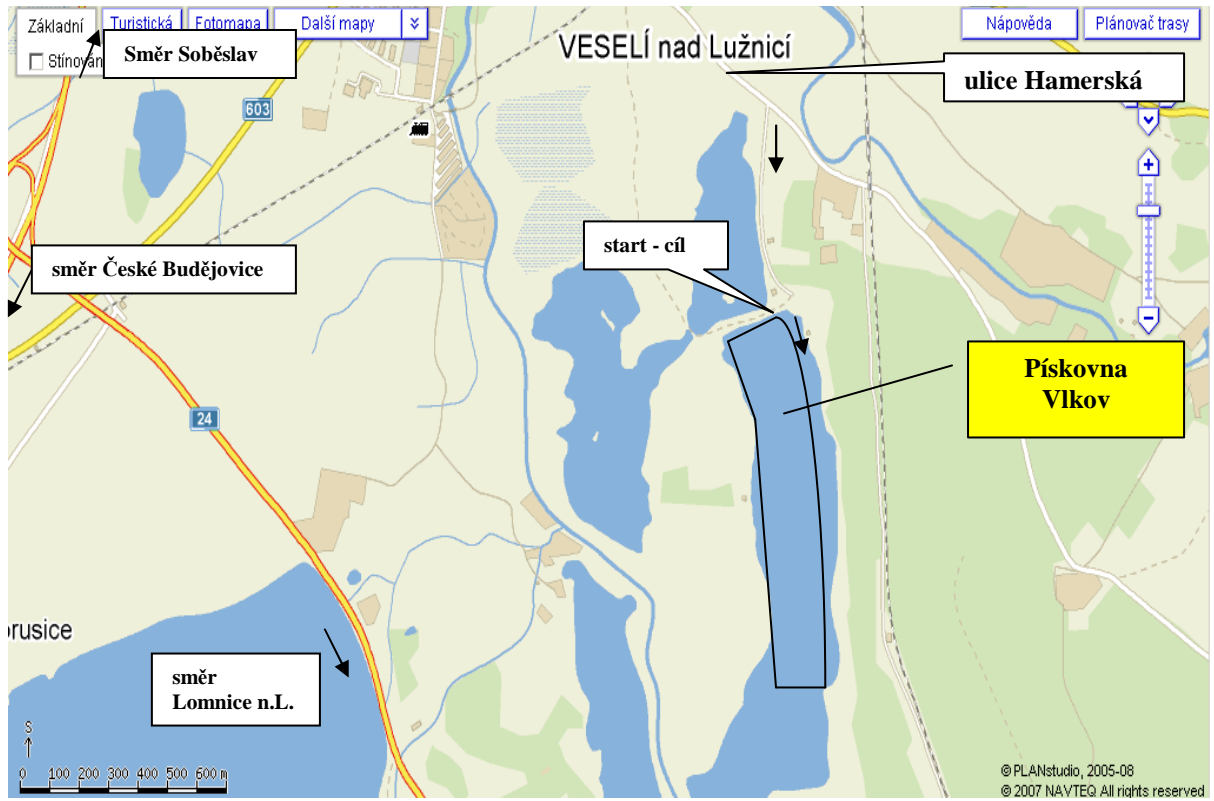 Základní
Turistická
Fotomapa
Další mapy
Nápověda
Plánovač trasy
Směr Soběslav
VESELÍ nad Lužnicí
ulice Hamerská
603
start - cíl
směr České Budějovice
Pískovna
Vlkov
24
směr
Lomnice n.L.
S
0 100 200 300 400 500 600 m
© PLANstudio, 2005-08
© 2007 NAVTEQ All rights reserved